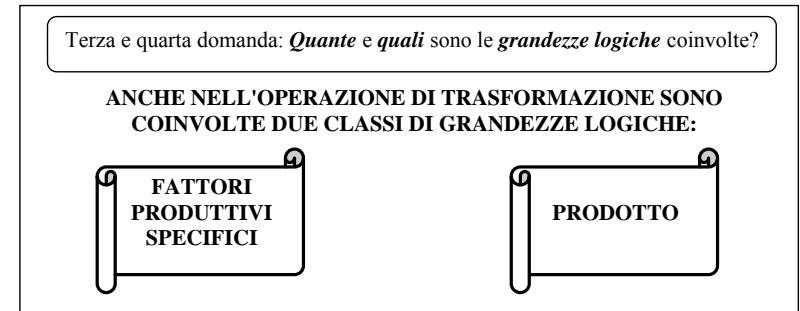 Terza e quarta domanda: Quante e quali sono le grandezze logiche coinvolte?
ANCHE NELL'OPERAZIONE DI TRASFORMAZIONE SONO
COINVOLTE DUE CLASSI DI GRANDEZZE LOGICHE:
FATTORI
PRODUTTIVI
SPECIFICI
PRODOTTO